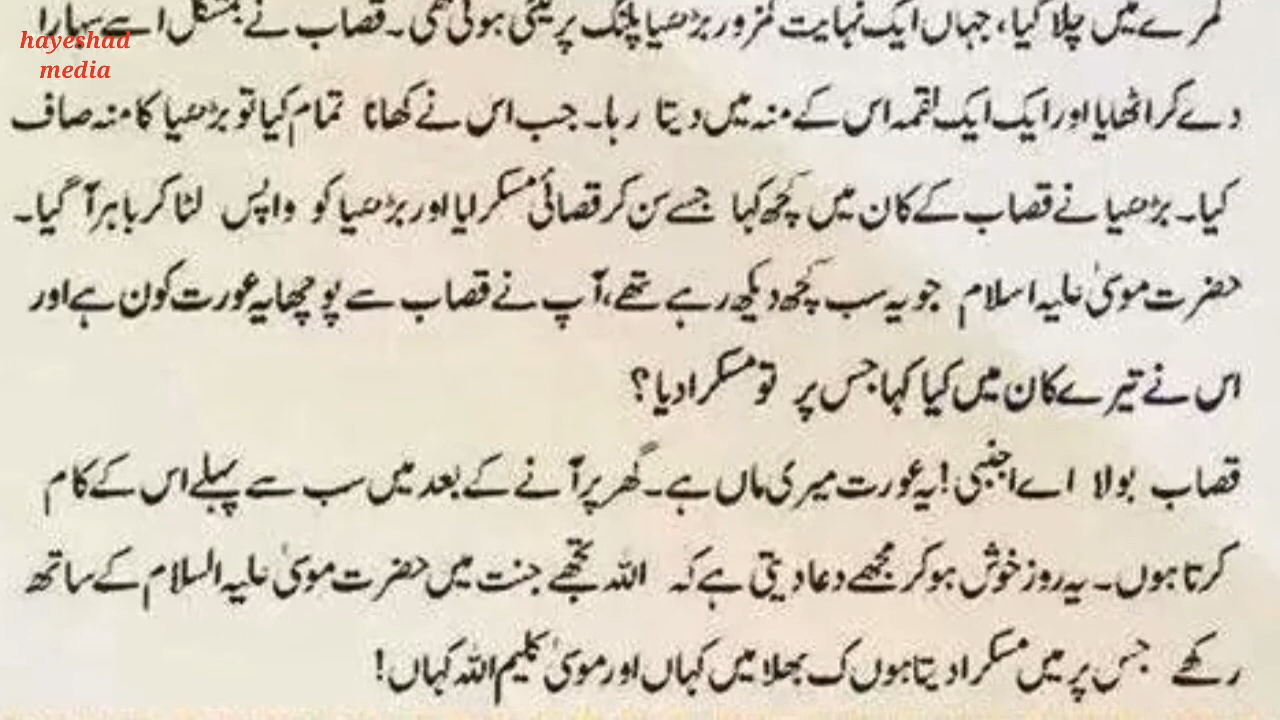 hayeshad
media
کمرے میں چلا گیا، جہاں ایک نہایت کمزور بڑھیا پلنگ پر لیٹی ہوئی تھی۔ قصاب نے بمشکل اسے سہارا
دے کر اٹھایا اور ایک ایک لقمہ اس کے منہ میں دیتا رہا۔ جب اس نے کھانا تمام کیا تو بڑھیا کا منہ صاف
کیا۔ بڑھیا نے قصاب کے کان میں کچھ کہا جسے سن کر قصائی مسکرایا اور بڑھیا کو واپس لٹا کر باہر آ گیا۔
حضرت موسیٰ علیہ اسلام جو یہ سب کچھ دیکھ رہے تھے، آپ نے قصاب سے پوچھا یہ عورت کون ہے اور
اس نے تیرے کان میں کیا کہا جس پر تو مسکرا دیا؟
قصاب بولا اے اجنبی! یہ عورت میری ماں ہے۔ گھر پر آنے کے بعد میں سب سے پہلے اس کے کام
کرتا ہوں۔ یہ روز خوش ہو کر مجھے دعا دیتی ہے کہ اللہ تجھے جنت میں حضرت موسیٰ علیہ السلام کے ساتھ
رکھے جس پر میں مسکرا دیتا ہوں ک بھلا میں کہاں اور موسیٰ کلیم اللہ کہاں!